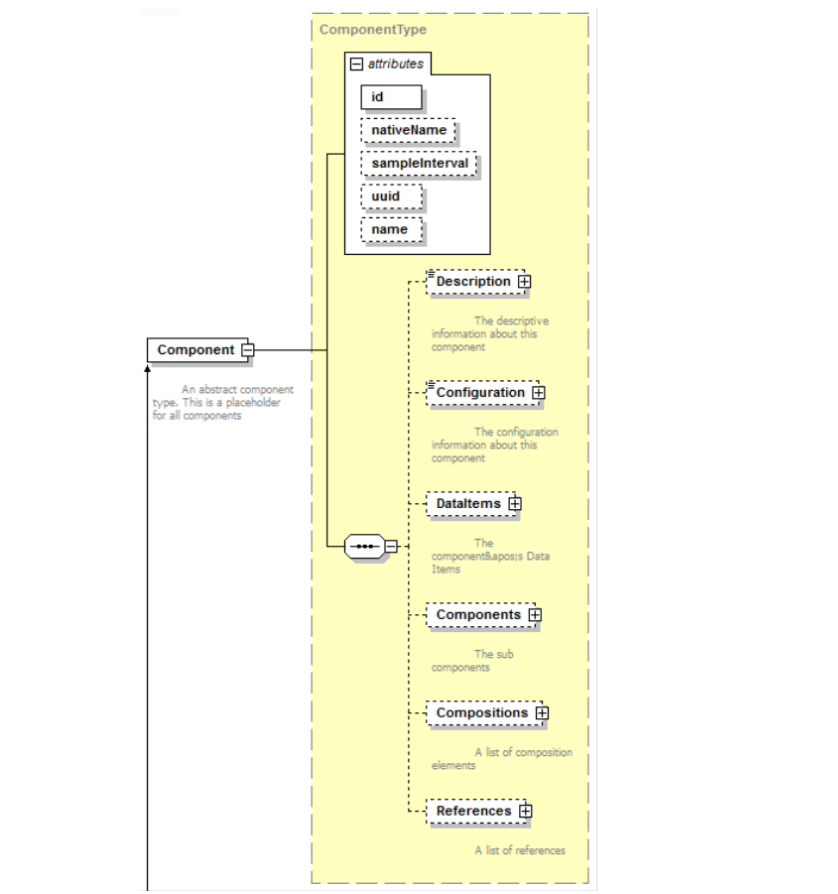 ComponentType
attributes
id
nativeName
sampleInterval
uuid
name
Description
The descriptive
information about this
component
Component
An abstract component
type. This is a placeholder
for all components
Configuration
The configuration
information about this
component
DataItems
The
component&apos;s Data
Items
Components
The sub
components
Compositions
A list of composition
elements
References
A list of references